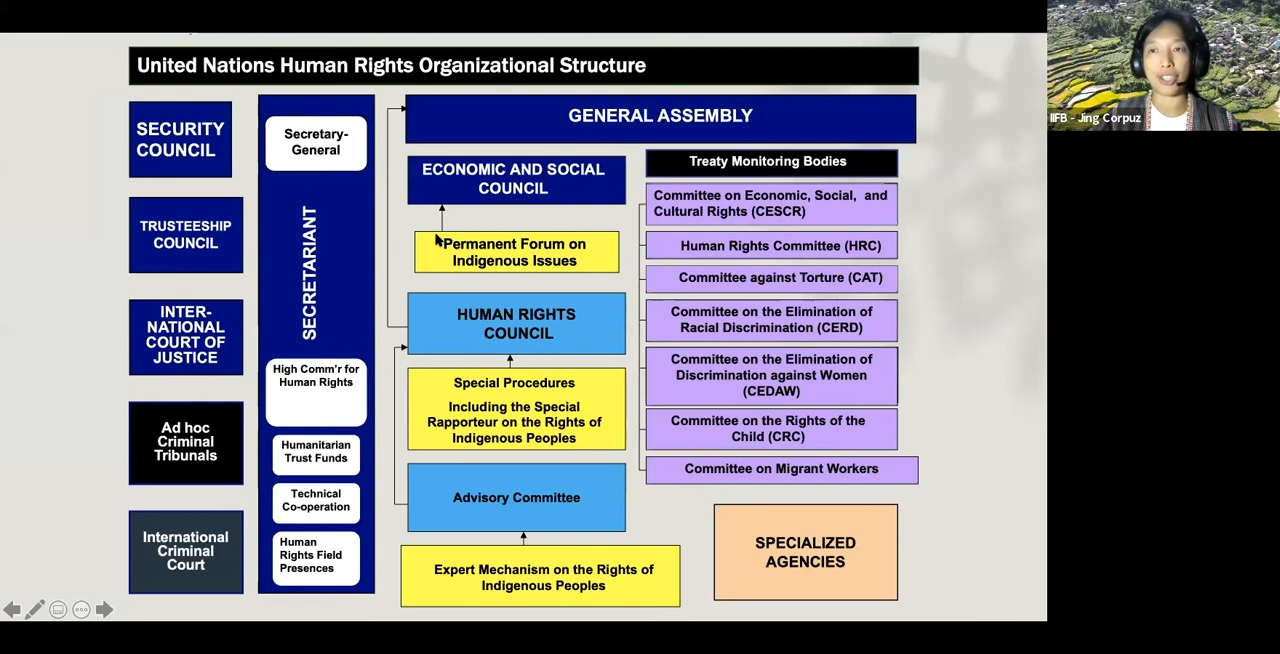 United Nations Human Rights Organizational Structure
SECURITY
COUNCIL
TRUSTEESHIP
COUNCIL
INTER-
NATIONAL
COURT OF
JUSTICE
Ad hoc
Criminal
Tribunals
International
Criminal
Court
Secretary-
General
SECRETARIANT
High Comm'r for
Human Rights
Humanitarian
Trust Funds
Technical
Co-operation
Human
Rights Field
Presences
GENERAL ASSEMBLY
ECONOMIC AND SOCIAL
COUNCIL
Permanent Forum on
Indigenous Issues
HUMAN RIGHTS
COUNCIL
Special Procedures
Including the Special
Rapporteur on the Rights of
Indigenous Peoples
Advisory Committee
Expert Mechanism on the Rights of
Indigenous Peoples
Treaty Monitoring Bodies
Committee on Economic, Social, and
Cultural Rights (CESCR)
Human Rights Committee (HRC)
Committee against Torture (CAT)
Committee on the Elimination of
Racial Discrimination (CERD)
Committee on the Elimination of
Discrimination against Women
(CEDAW)
Committee on the Rights of the
Child (CRC)
Committee on Migrant Workers
SPECIALIZED
AGENCIES
IIFB - Jing Corpuz